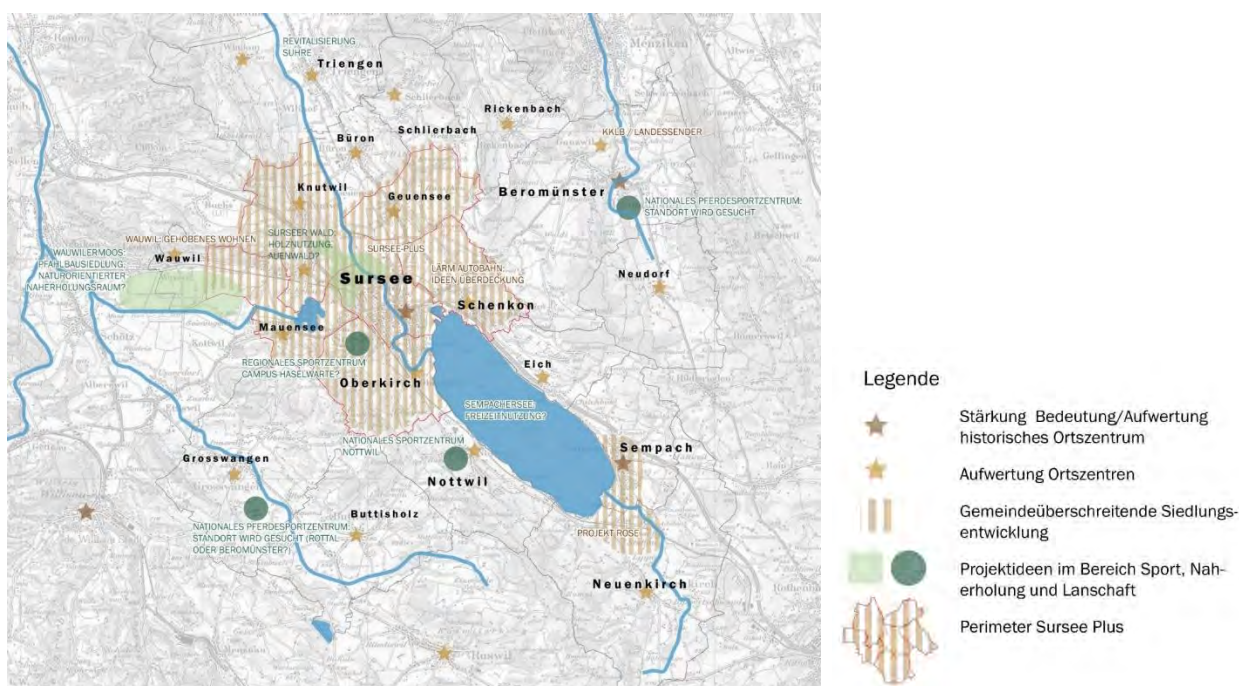 REVITALISIERUNG
SUHRE
Triengen
Rickenbach
Schlierbach
Büron
KKLB / LANDESSENDER
Knutwil
Geuensee
Beromünster
NATIONALES PFERDESPORTZENTRUM:
STANDORT WIRD GESUCHT
WAUWIL: GEHOBENES WOHNEN
Wauwil
SURSEER WALD:
HOLZNUTZUNG,
AUENWALD?
SURSEE-PLUS
WAUWILERMOOS:
PFAHLBAUSIEDLUNG,
NATURORIENTIERTER
NAHERHOLUNGSRAUM?
Sursee
LÄRM AUTOBAHN:
IDEEN ÜBERDECKUNG
Neudorf
Schenkon
Mauensee
REGIONALES SPORTZENTRUM
CAMPUS HASELWARTE?
Oberkirch
Eich
SEMPACHERSEE:
FREIZEIENUTZUNG?
NATIONALES SPORTZENTRUM
NOTTWIL
Sempach
Grosswangen
Nottwil
Buttisholz
NATIONALES PFERDESPORTZENTRUM:
STANDORT WIRD GESUCHT (ROTTAL
ODER BEROMÜNSTER?)
PROJEKT ROSE
Neuenkirch
Ruswil
Legende
Stärkung Bedeutung/Aufwertung
historisches Ortszentrum
Aufwertung Ortszentren
Gemeindeüberschreitende Siedlungs-
entwicklung
Projektideen im Bereich Sport, Nah-
erholung und Lanschaft
Perimeter Sursee Plus